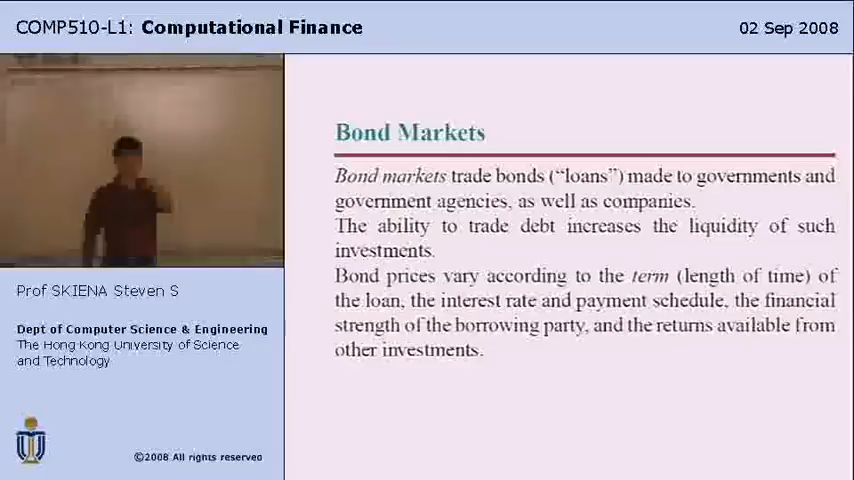 COMP510-L1: Computational Finance
02 Sep 2008
Bond Markets
Bond markets trade bonds (“loans”) made to governments and
government agencies, as well as companies.
The ability to trade debt increases the liquidity of such
investments.
Bond prices vary according to the term (length of time) of
the loan, the interest rate and payment schedule, the financial
strength of the borrowing party, and the returns available from
other investments.
Prof SKIENA Steven S
Dept of Computer Science & Engineering
The Hong Kong University of Science
and Technology
©2008 All rights reserved